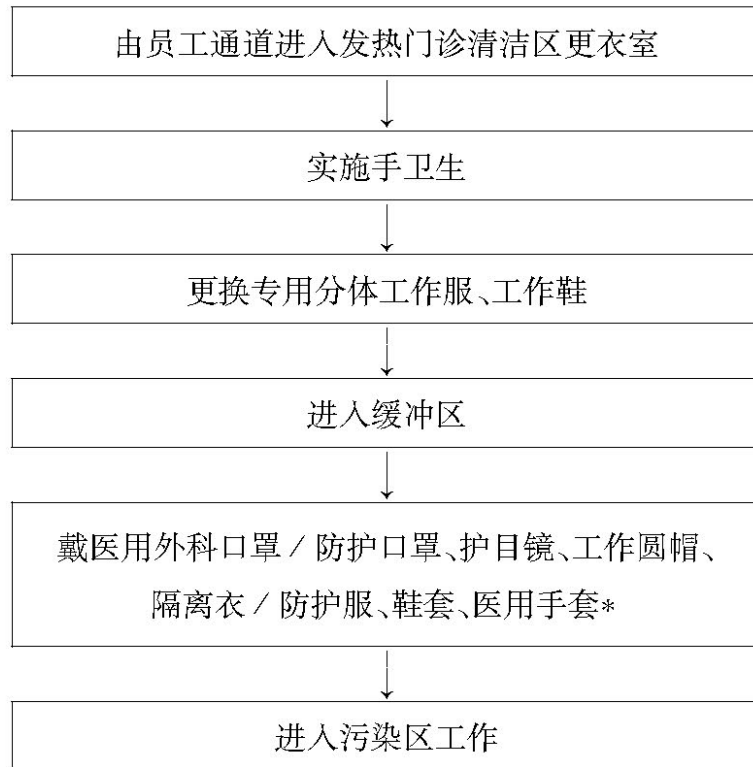 由员工通道进入发热门诊清洁区更衣室
实施手卫生
更换专用分体工作服、工作鞋
进入缓冲区
戴医用外科口罩/防护口罩、护目镜、工作圆帽、
隔离衣/防护服、鞋套、医用手套*
进入污染区工作